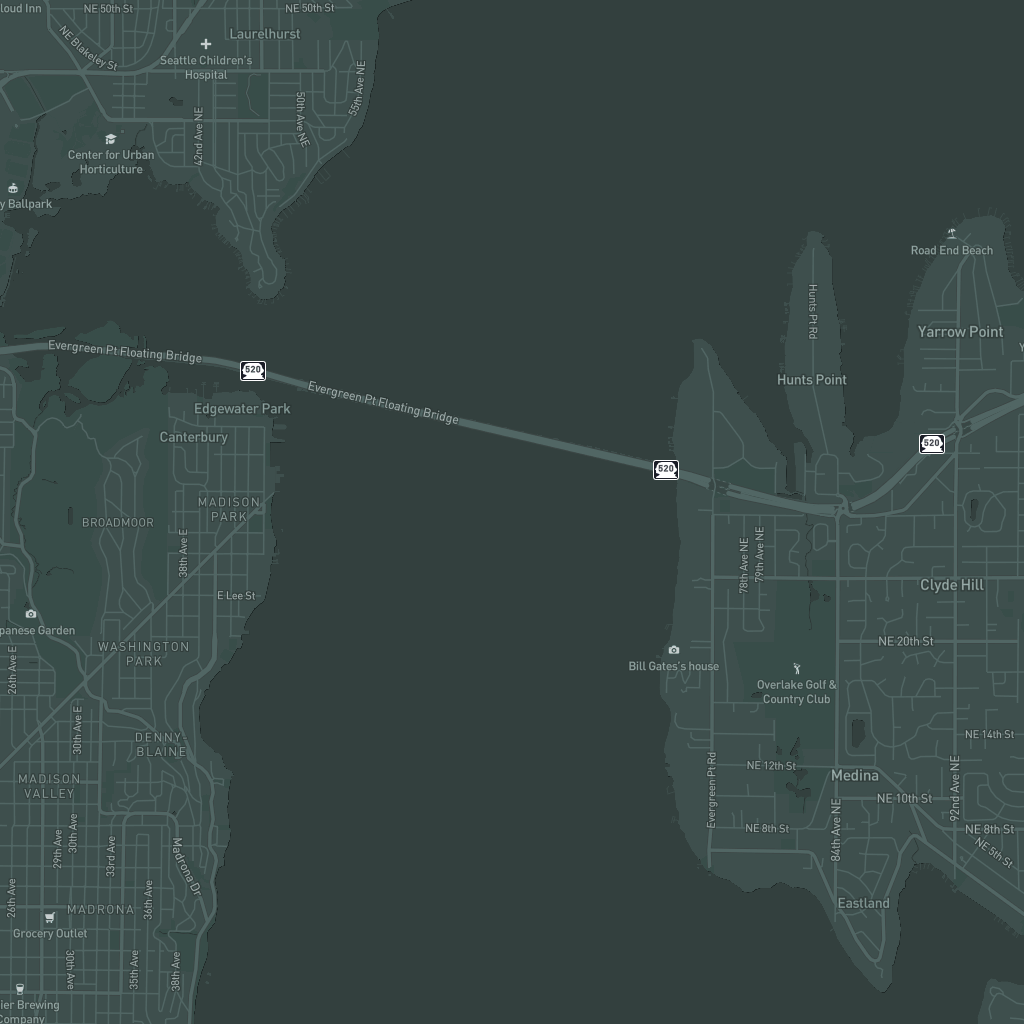 loud Inn
NE 50th St
NE 50th St
Laurelhurst
NE Blakeley St
Seattle Children's
Hospital
55th Ave NE
50th Ave NE
42nd Ave NE
Center for Urban
Horticulture
y Ballpark
Road End Beach
Hunts Pt Rd
Yarrow Point
Y
Evergreen Pt Floating Bridge
520
Hunts Point
Evergreen Pt Floating Bridge
Edgewater Park
Canterbury
520
520
MADISON
PARK
BROADMOOR
38th Ave E
78th Ave NE
79th Ave NE
Clyde Hill
E Lee St
panese Garden
NE 20th St
WASHINGTON
PARK
26th Ave E
Bill Gates's house
Overlake Golf &
Country Club
30th Ave E
DENNY
BLAINE
NE 14th St
MADISON
VALLEY
NE 12th St
Medina
Evergreen Pt Rd
92nd Ave NE
NE 10th St
84th Ave NE
NE 8th St
NE 8th St
NE 5th St
29th Ave
30th Ave
33rd Ave
Madrona Dr
26th Ave
36th Ave
MADRONA
Eastland
Grocery Outlet
30th Ave
35th Ave
38th Ave
ier Brewing
Company